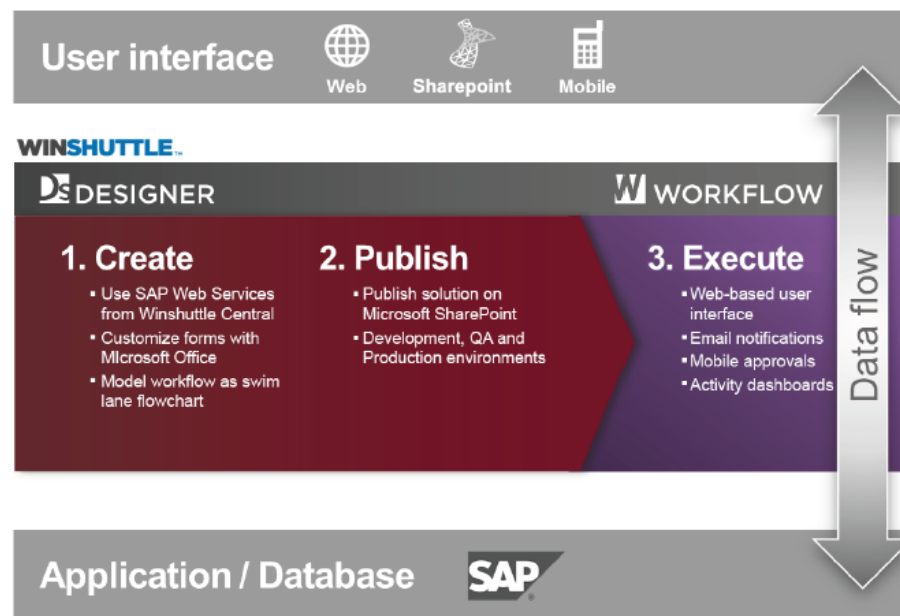 User interface
Web
Sharepoint
Mobile
WINSHUTTLE™
Ds DESIGNER
W WORKFLOW
1. Create
▪ Use SAP Web Services
from Winshuttle Central
▪ Customize forms with
MIcrosoft Office
▪ Model workflow as swim
lane flowchart
2. Publish
▪ Publish solution on
Microsoft SharePoint
▪ Development, QA and
Production environments
3. Execute
▪ Web-based user
interface
▪ Email notifications
▪ Mobile approvals
▪ Activity dashboards
Data flow
Application / Database
SAP®